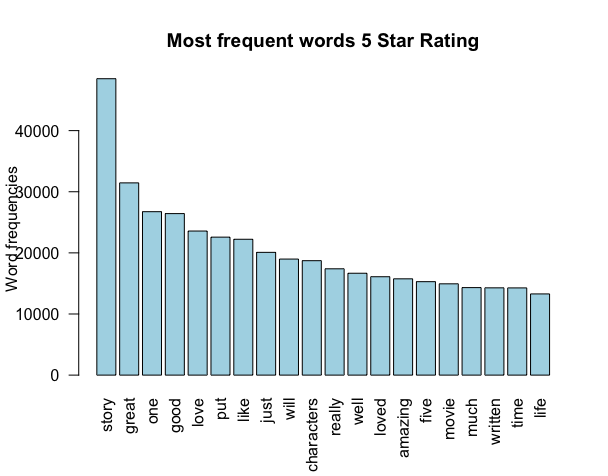 Most frequent words 5 Star Rating
Word frequencies
40000
30000
20000
10000
0
story
great
one
good
love
put
like
just
will
characters
really
well
loved
amazing
five
movie
much
written
time
life